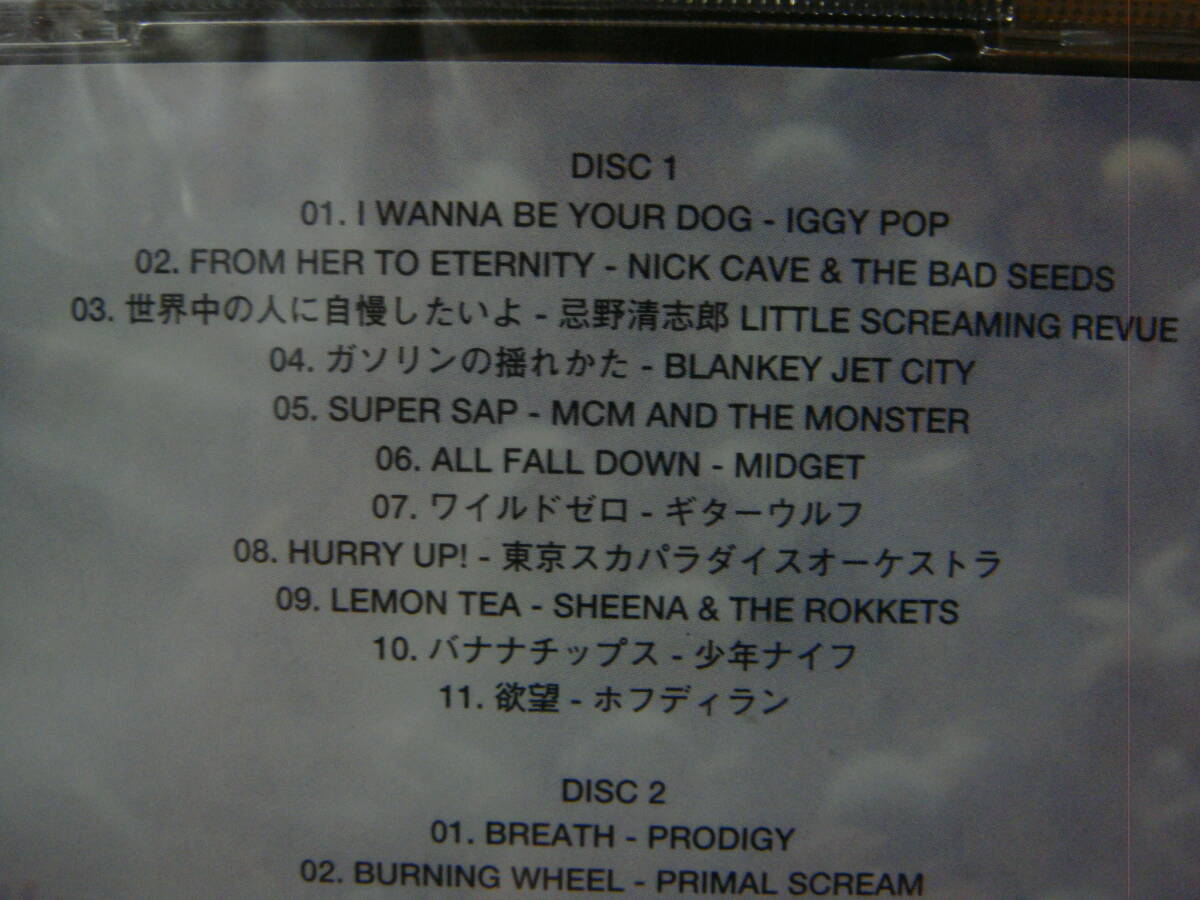 DISC 1
01. I WANNA BE YOUR DOG - IGGY POP
02. FROM HER TO ETERNITY - NICK CAVE & THE BAD SEEDS
03. 世界中の人に自慢したいよ - 忌野清志郎 LITTLE SCREAMING REVUE
04. ガソリンの揺れかた - BLANKEY JET CITY
05. SUPER SAP - MCM AND THE MONSTER
06. ALL FALL DOWN - MIDGET
07. ワイルドゼロ - ギターウルフ
08. HURRY UP! - 東京スカパラダイスオーケストラ
09. LEMON TEA - SHEENA & THE ROKKETS
10. バナナチップス - 少年ナイフ
11. 欲望 - ホフディラン
DISC 2
01. BREATH - PRODIGY
02. BURNING WHEEL - PRIMAL SCREAM